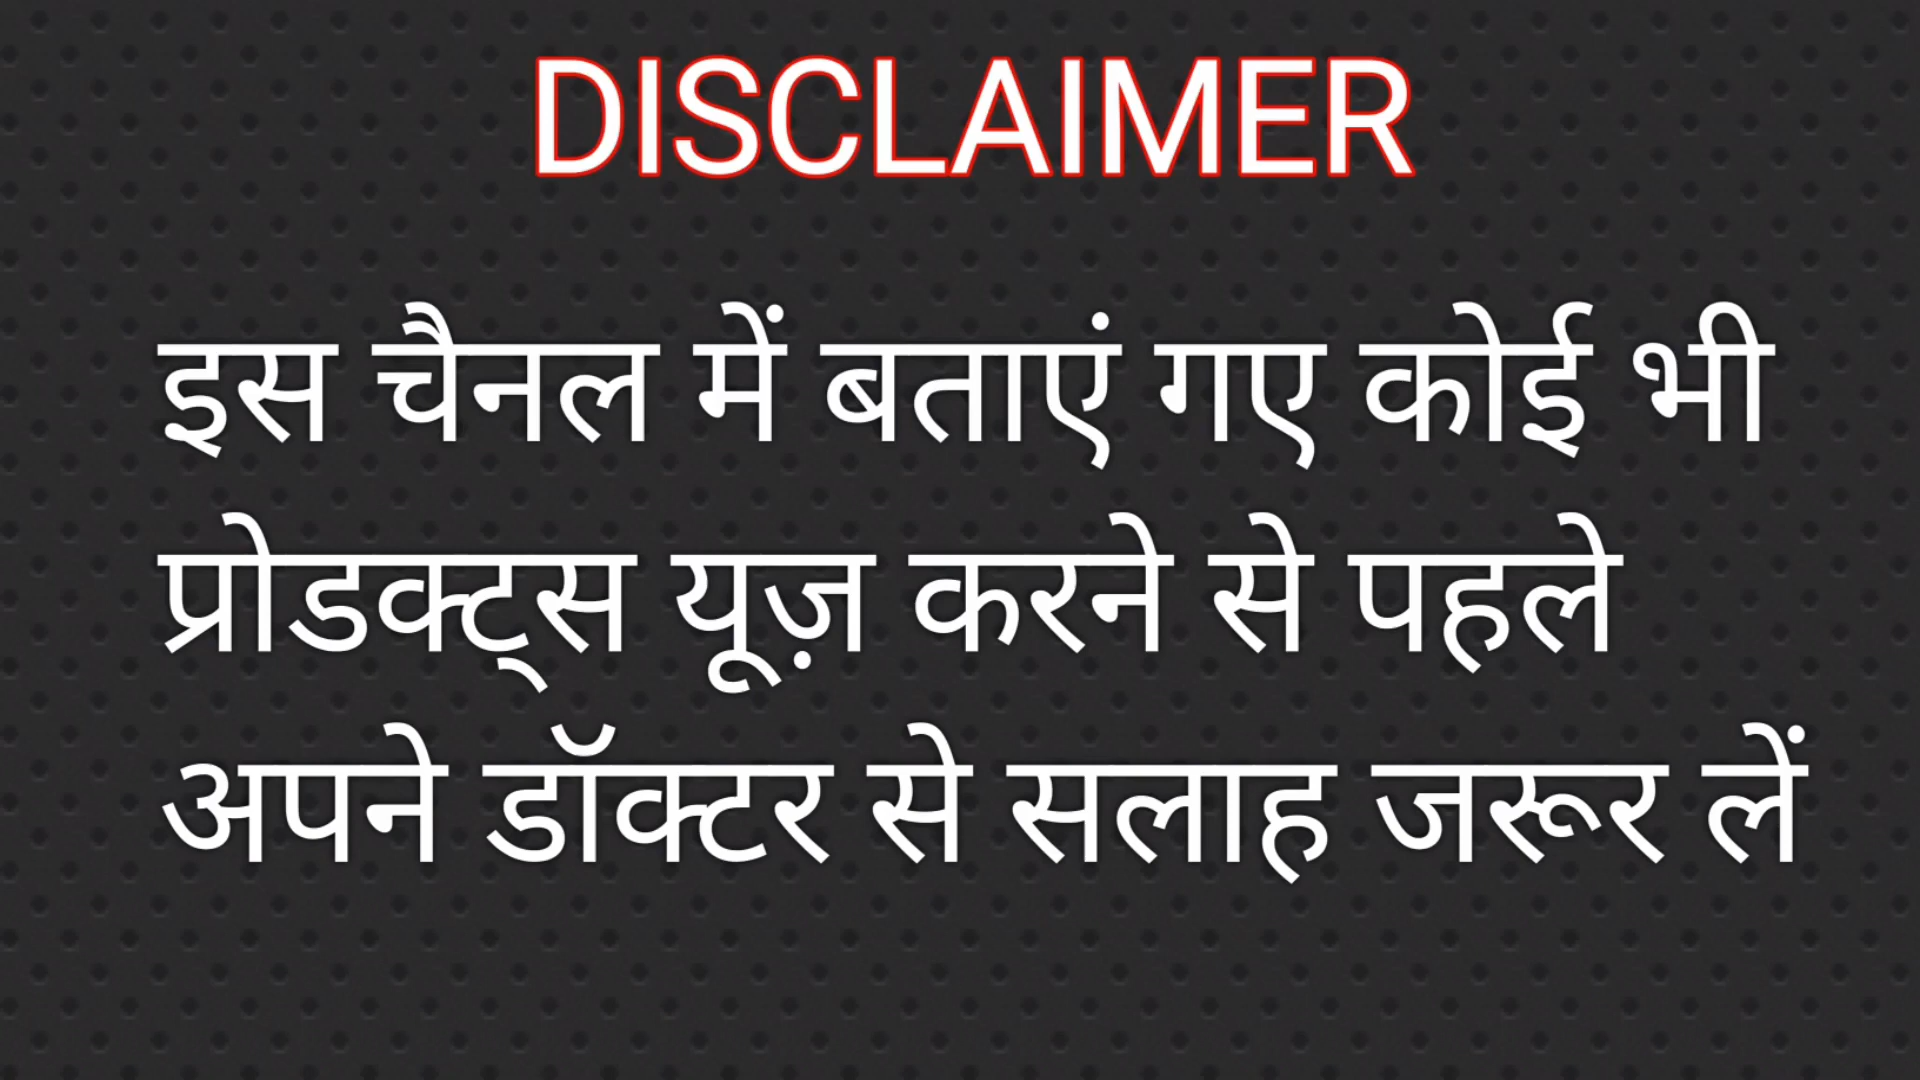 DISCLAIMER
इस चैनल में बताएं गए कोई भी
प्रोडक्ट्स यूज़ करने से पहले
अपने डॉक्टर से सलाह जरूर लें